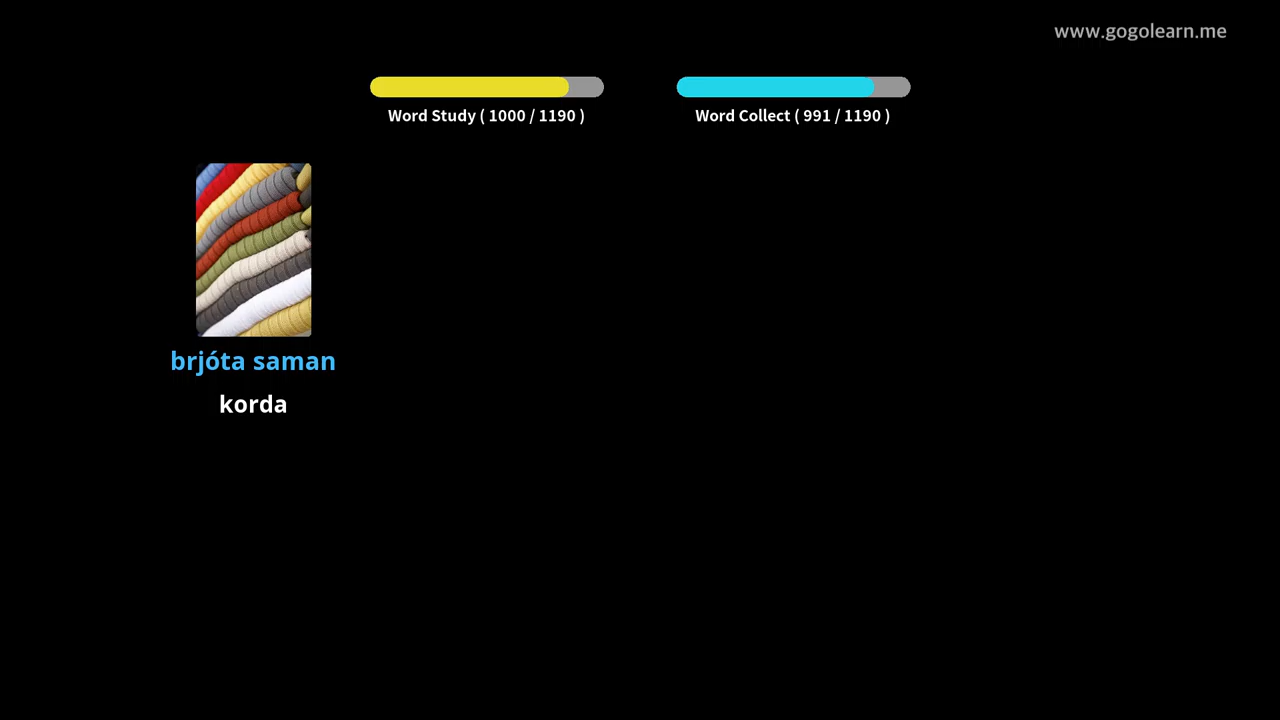 www.gogolearn.me
Word Study ( 1000 / 1190 )
Word Collect ( 991 / 1190 )
brjóta saman
korda